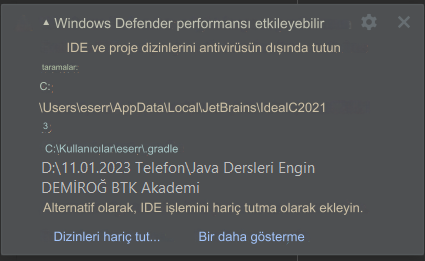 Windows Defender performansı etkileyebilir
IDE ve proje dizinlerini antivirüsün dışında tutun
taramalar:
C:
\Users\eserr\AppData\Local\JetBrains\IdealC2021
3
C:\Kullanıcılar\eserr\.gradle
D:\11.01.2023 Telefon\Java Dersleri Engin
DEMİROĞ BTK Akademi
Alternatif olarak, IDE işlemini hariç tutma olarak ekleyin.
Dizinleri hariç tut... Bir daha gösterme